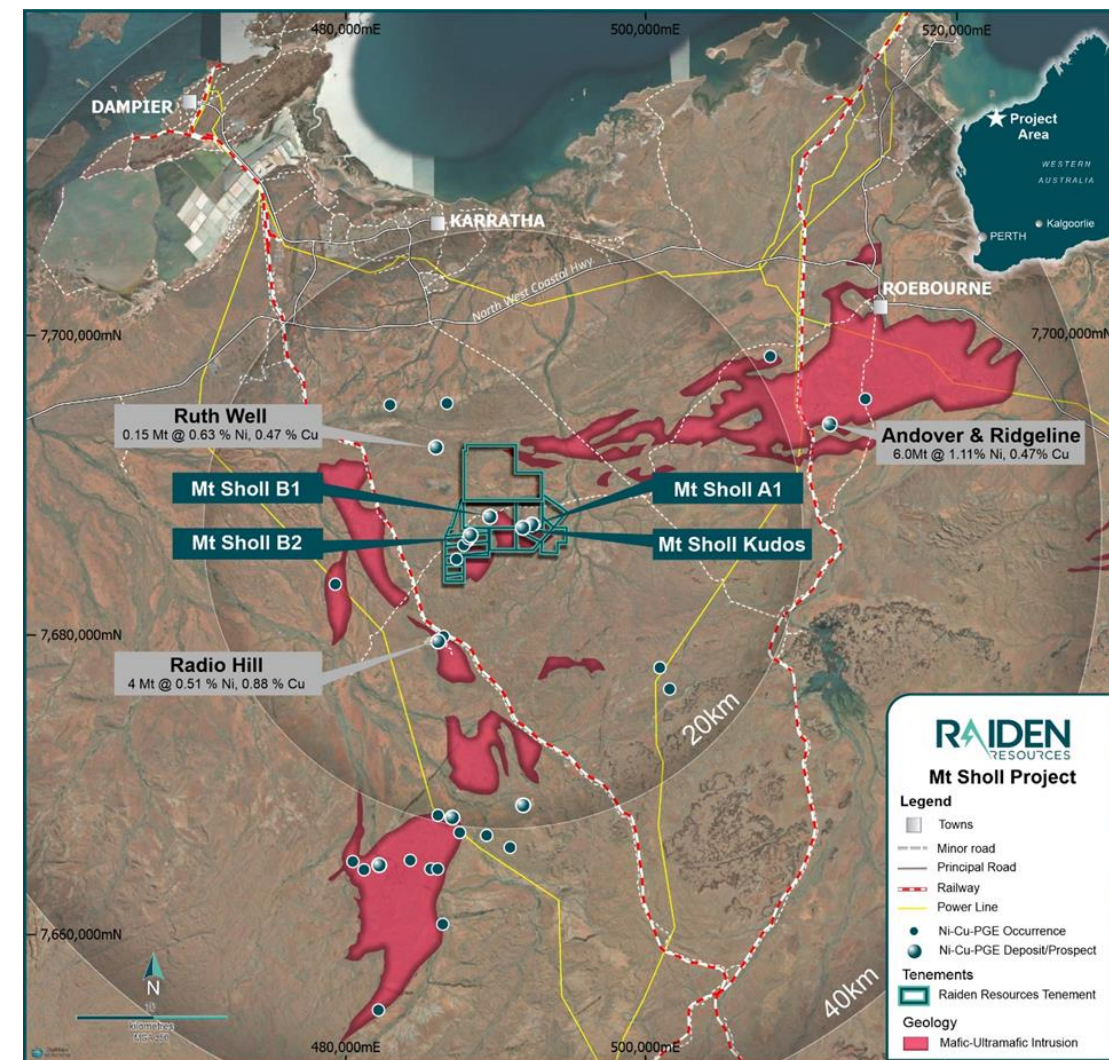 480,000mE
500,000mE
520,000mE
DAMPIER
Project
Area
WESTERN
AUSTRALIA
Kalgoorlie
PERTH
KARRATHA
North West Coastal Hwy
ROEBOURNE
7,700,000mN
7,700,000mN
Ruth Well
0.15 Mt @ 0.63 % Ni, 0.47 % Cu
Andover & Ridgeline
6.0Mt @ 1.11% Ni, 0.47% Cu
Mt Sholl B1
Mt Sholl A1
Mt Sholl B2
Mt Sholl Kudos
7,680,000mN
Radio Hill
4 Mt @ 0.51 % Ni, 0.88 % Cu
20km
RAIDEN
RESOURCES
Mt Sholl Project
Legend
Towns
Minor road
Principal Road
Railway
Power Line
Ni-Cu-PGE Occurrence
Ni-Cu-PGE Deposit/Prospect
Tenements
Raiden Resources Tenement
Geology
Mafic-Ultramafic Intrusion
7,660,000mN
40km
N
10
kilometres
480,000mE
500,000mE